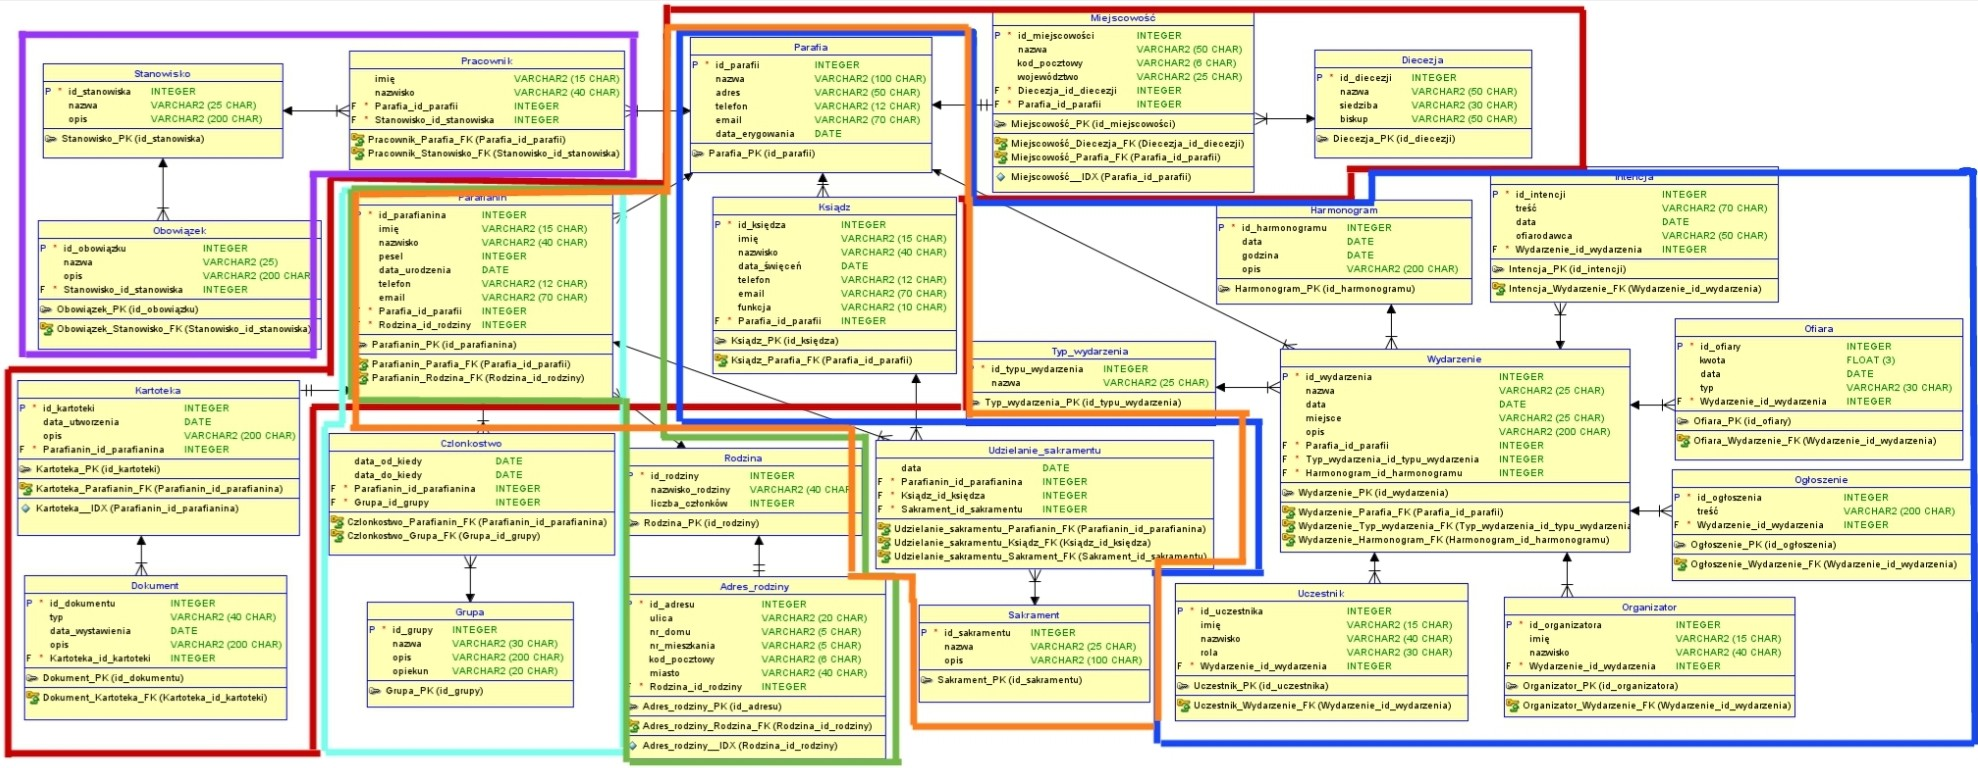 Stanowisko
P * id_stanowiska INTEGER
nazwa VARCHAR2 (25 CHAR)
opis VARCHAR2 (200 CHAR)
Stanowisko_PK (id_stanowiska)
Pracownik
imię VARCHAR2 (15 CHAR)
nazwisko VARCHAR2 (40 CHAR)
F * Parafia_id_parafii INTEGER
F * Stanowisko_id_stanowiska INTEGER
Pracownik_Parafia_FK (Parafia_id_parafii)
Pracownik_Stanowisko_FK (Stanowisko_id_stanowiska)
Parafia
P * id_parafii INTEGER
nazwa VARCHAR2 (100 CHAR)
adres VARCHAR2 (50 CHAR)
telefon VARCHAR2 (12 CHAR)
email VARCHAR2 (70 CHAR)
data_erygowania DATE
Parafia_PK (id_parafii)
Miejscowość
P * id_miejscowości INTEGER
nazwa VARCHAR2 (50 CHAR)
kod_pocztowy VARCHAR2 (6 CHAR)
województwo VARCHAR2 (25 CHAR)
F * Diecezja_id_diecezji INTEGER
F * Parafia_id_parafii INTEGER
Miejscowość_PK (id_miejscowości)
Miejscowość_Diecezja_FK (Diecezja_id_diecezji)
Miejscowość_Parafia_FK (Parafia_id_parafii)
Miejscowość__IDX (Parafia_id_parafii)
Diecezja
P * id_diecezji INTEGER
nazwa VARCHAR2 (50 CHAR)
siedziba VARCHAR2 (30 CHAR)
biskup VARCHAR2 (50 CHAR)
Diecezja_PK (id_diecezji)
Obowiązek
P * id_obowiązku INTEGER
nazwa VARCHAR2 (25)
opis VARCHAR2 (200 CHAR
F * Stanowisko_id_stanowiska INTEGER
Obowiązek_PK (id_obowiązku)
Obowiązek_Stanowisko_FK (Stanowisko_id_stanowiska)
Parafianin
* id_parafianina INTEGER
imię VARCHAR2 (15 CHAR)
nazwisko VARCHAR2 (40 CHAR)
pesel INTEGER
data_urodzenia DATE
telefon VARCHAR2 (12 CHAR)
email VARCHAR2 (70 CHAR)
* Parafia_id_parafii INTEGER
* Rodzina_id_rodziny INTEGER
Parafianin_PK (id_parafianina)
Parafianin_Parafia_FK (Parafia_id_parafii)
Parafianin_Rodzina_FK (Rodzina_id_rodziny)
Ksiądz
P * id_księdza INTEGER
imię VARCHAR2 (15 CHAR)
nazwisko VARCHAR2 (40 CHAR)
data_święceń DATE
telefon VARCHAR2 (12 CHAR)
email VARCHAR2 (70 CHAR)
funkcja VARCHAR2 (10 CHAR)
F * Parafia_id_parafii INTEGER
Ksiądz_PK (id_księdza)
Ksiądz_Parafia_FK (Parafia_id_parafii)
Harmonogram
P * id_harmonogramu INTEGER
data DATE
godzina DATE
opis VARCHAR2 (200 CHAR)
Harmonogram_PK (id_harmonogramu)
Intencja
P * id_intencji INTEGER
treść VARCHAR2 (70 CHAR)
data DATE
ofiarodawca VARCHAR2 (50 CHAR)
F * Wydarzenie_id_wydarzenia INTEGER
Intencja_PK (id_intencji)
Intencja_Wydarzenie_FK (Wydarzenie_id_wydarzenia)
Typ_wydarzenia
* id_typu_wydarzenia INTEGER
nazwa VARCHAR2 (25 CHAR)
Typ_wydarzenia_PK (id_typu_wydarzenia)
Wydarzenie
P * id_wydarzenia INTEGER
nazwa VARCHAR2 (25 CHAR)
data DATE
miejsce VARCHAR2 (25 CHAR)
opis VARCHAR2 (200 CHAR)
F * Parafia_id_parafii INTEGER
F * Typ_wydarzenia_id_typu_wydarzenia INTEGER
F * Harmonogram_id_harmonogramu INTEGER
Wydarzenie_PK (id_wydarzenia)
Wydarzenie_Parafia_FK (Parafia_id_parafii)
Wydarzenie_Typ_wydarzenia_FK (Typ_wydarzenia_id_typu_wydarzenia
Wydarzenie_Harmonogram_FK (Harmonogram_id_harmonogramu)
Ofiara
P * id_ofiary INTEGER
kwota FLOAT (3)
data DATE
typ VARCHAR2 (30 CHAR)
F * Wydarzenie_id_wydarzenia INTEGER
Ofiara_PK (id_ofiary)
Ofiara_Wydarzenie_FK (Wydarzenie_id_wydarzenia)
Kartoteka
P * id_kartoteki INTEGER
data_utworzenia DATE
opis VARCHAR2 (200 CHAR)
F * Parafianin_id_parafianina INTEGER
Kartoteka_PK (id_kartoteki)
Kartoteka_Parafianin_FK (Parafianin_id_parafianina)
Kartoteka__IDX (Parafianin_id_parafianina)
Czlonkostwo
data_od_kiedy DATE
data_do_kiedy DATE
F * Parafianin_id_parafianina INTEGER
F * Grupa_id_grupy INTEGER
Czlonkostwo_Parafianin_FK (Parafianin_id_parafianina)
Czlonkostwo_Grupa_FK (Grupa_id_grupy)
Rodzina
* id_rodziny INTEGER
nazwisko_rodziny VARCHAR2 (40 CHAR
liczba_członków INTEGER
Rodzina_PK (id_rodziny)
Udzielanie_sakramentu
data DATE
F * Parafianin_id_parafianina INTEGER
F * Ksiądz_id_księdza INTEGER
F * Sakrament_id_sakramentu INTEGER
Udzielanie_sakramentu_Parafianin_FK (Parafianin_id_parafianina)
Udzielanie_sakramentu_Ksiądz_FK (Ksiądz_id_księdza)
Udzielanie_sakramentu_Sakrament_FK (Sakrament_id_sakramentu)
Ogłoszenie
P * id_ogłoszenia INTEGER
treść VARCHAR2 (200 CHAR)
F * Wydarzenie_id_wydarzenia INTEGER
Ogłoszenie_PK (id_ogłoszenia)
Ogłoszenie_Wydarzenie_FK (Wydarzenie_id_wydarzenia)
Dokument
P * id_dokumentu INTEGER
typ VARCHAR2 (40 CHAR)
data_wystawienia DATE
opis VARCHAR2 (200 CHAR)
F * Kartoteka_id_kartoteki INTEGER
Dokument_PK (id_dokumentu)
Dokument_Kartoteka_FK (Kartoteka_id_kartoteki)
Grupa
P * id_grupy INTEGER
nazwa VARCHAR2 (30 CHAR)
opis VARCHAR2 (200 CHAR)
opiekun VARCHAR2 (20 CHAR)
Grupa_PK (id_grupy)
Adres_rodziny
* id_adresu INTEGER
ulica VARCHAR2 (20 CHAR)
nr_domu VARCHAR2 (5 CHAR)
nr_mieszkania VARCHAR2 (5 CHAR)
kod_pocztowy VARCHAR2 (6 CHAR)
miasto VARCHAR2 (40 CHAR)
* Rodzina_id_rodziny INTEGER
Adres_rodziny_PK (id_adresu)
Adres_rodziny_Rodzina_FK (Rodzina_id_rodziny)
Adres_rodziny__IDX (Rodzina_id_rodziny)
Sakrament
P * id_sakramentu INTEGER
nazwa VARCHAR2 (25 CHAR)
opis VARCHAR2 (100 CHAR)
Sakrament_PK (id_sakramentu)
Uczestnik
P * id_uczestnika INTEGER
imię VARCHAR2 (15 CHAR)
nazwisko VARCHAR2 (40 CHAR)
rola VARCHAR2 (30 CHAR)
F * Wydarzenie_id_wydarzenia INTEGER
Uczestnik_PK (id_uczestnika)
Uczestnik_Wydarzenie_FK (Wydarzenie_id_wydarzenia)
Organizator
P * id_organizatora INTEGER
imię VARCHAR2 (15 CHAR)
nazwisko VARCHAR2 (40 CHAR)
F * Wydarzenie_id_wydarzenia INTEGER
Organizator_PK (id_organizatora)
Organizator_Wydarzenie_FK (Wydarzenie_id_wydarzenia)